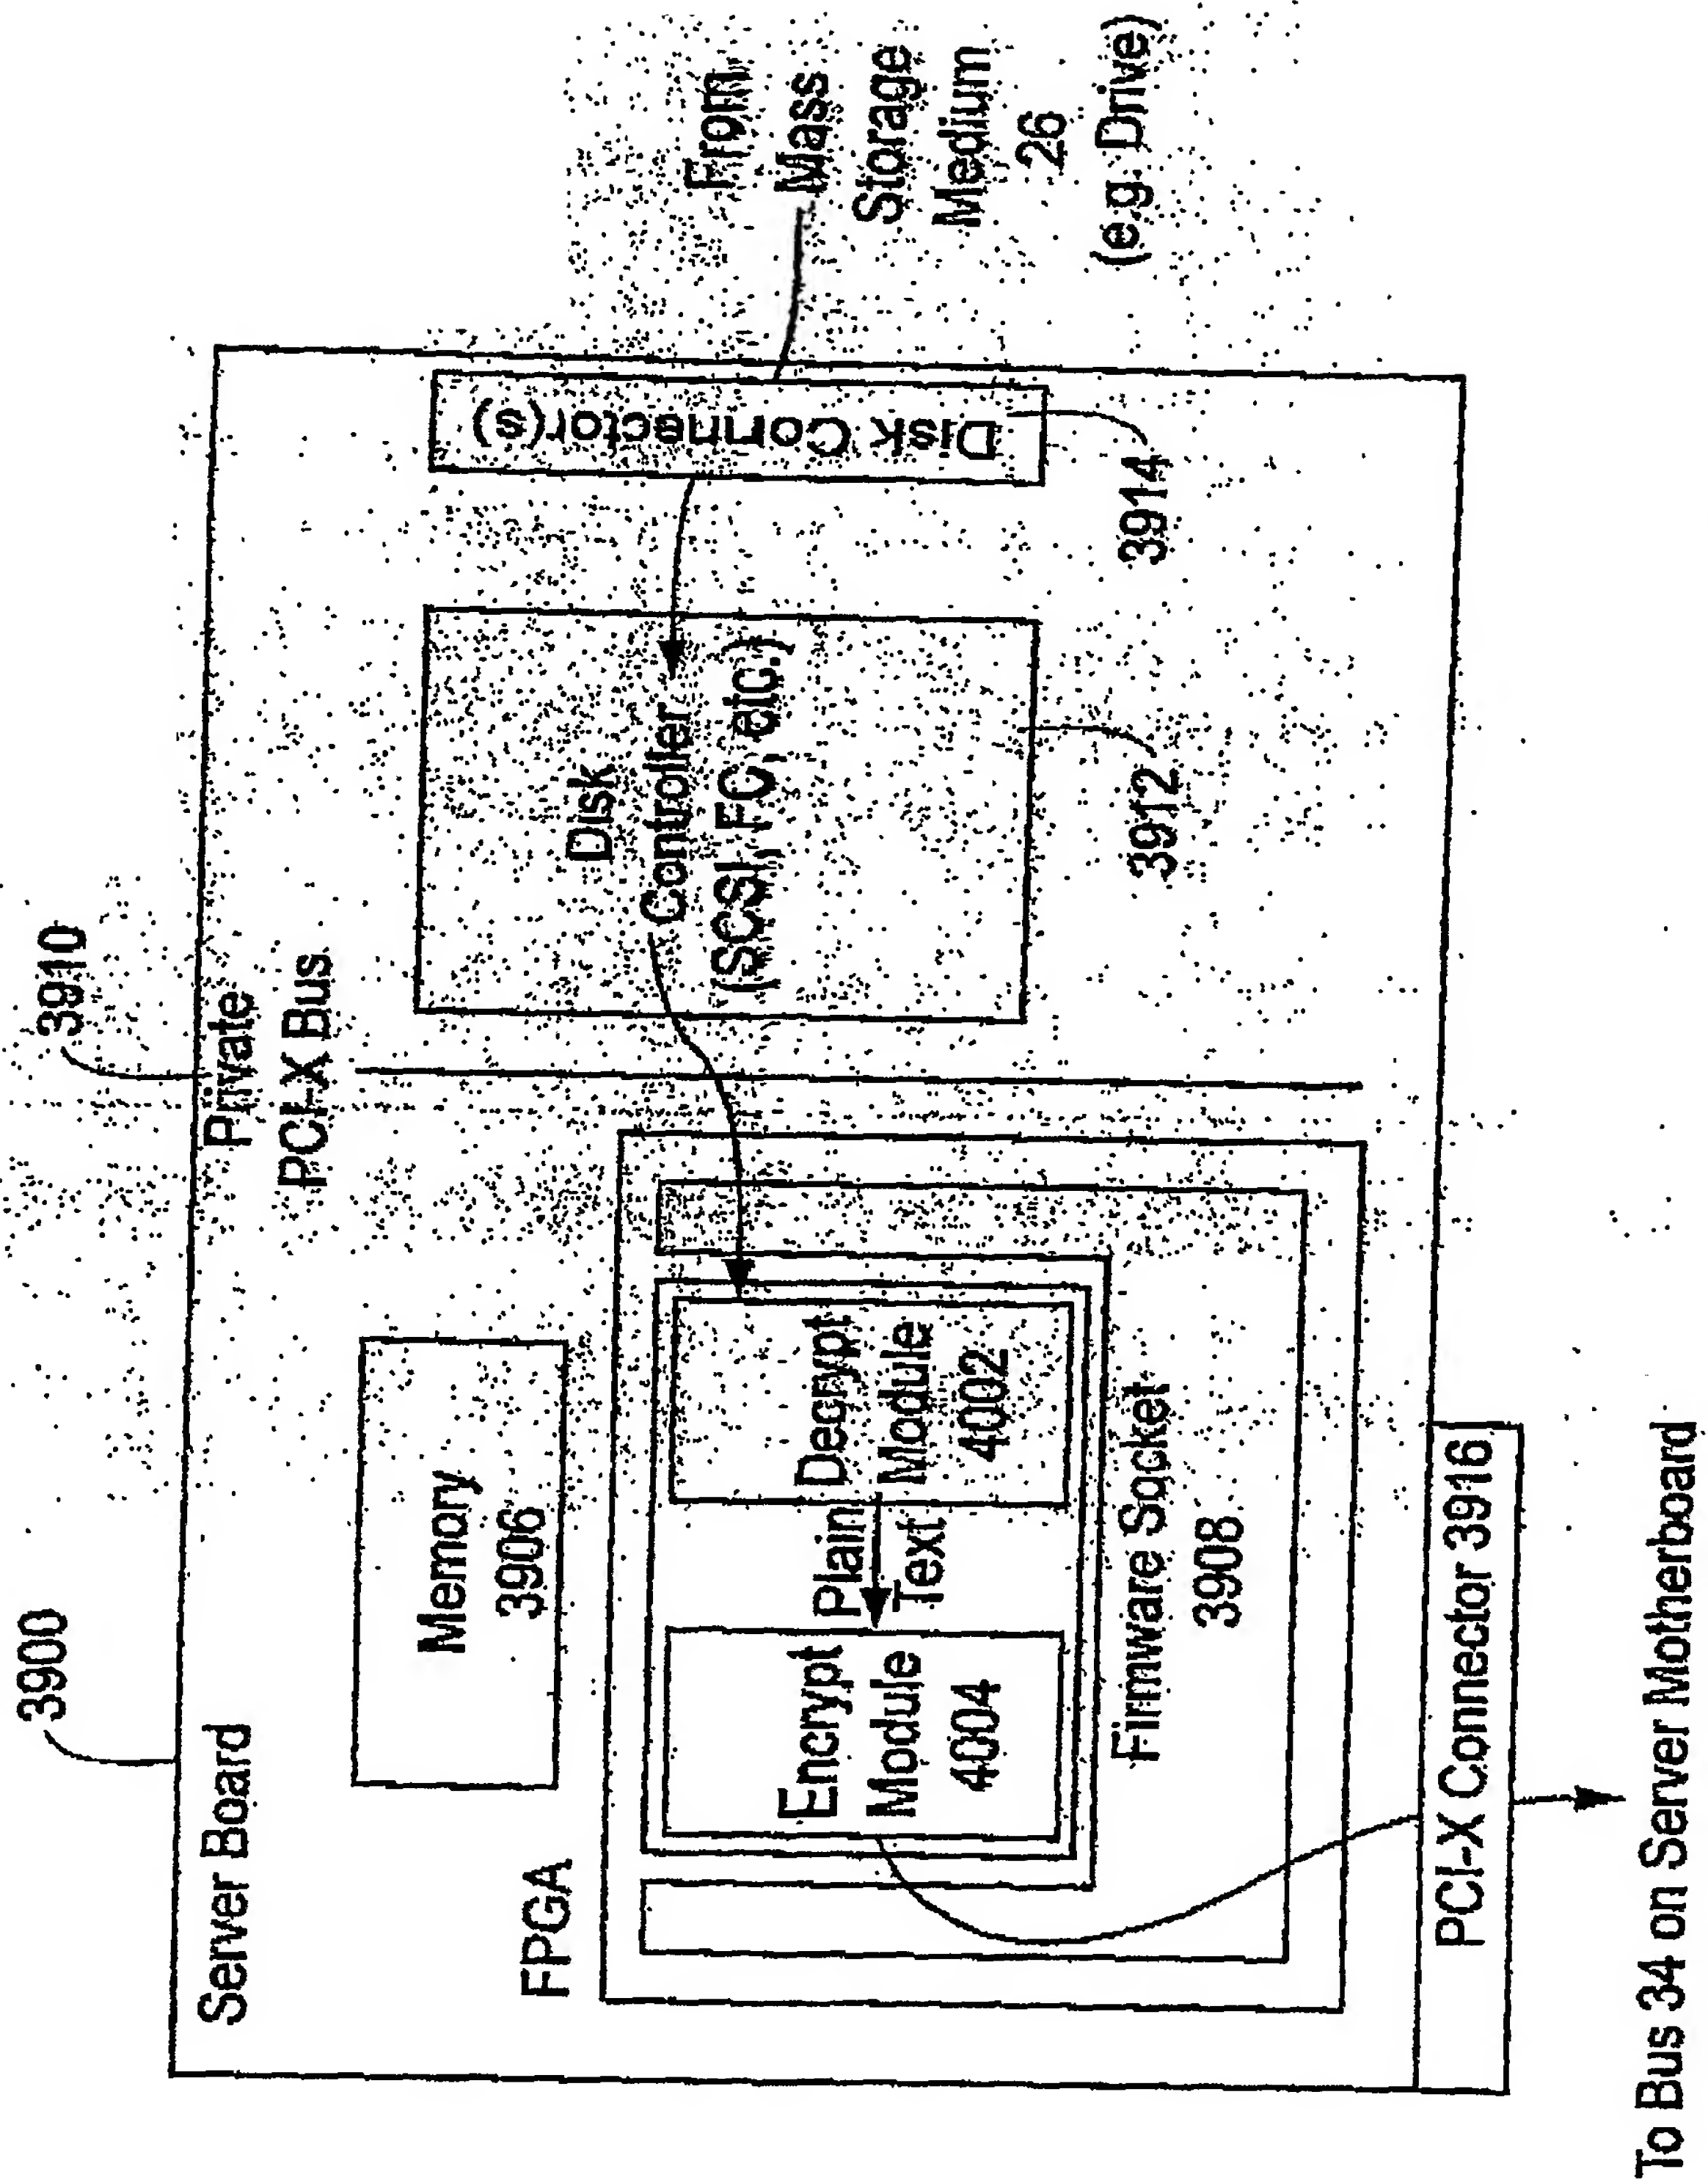 3900
3910
Server Board
Private
PCI-X Bus
Memory
3906
FPGA
Disk
Controller
(SCSI, FC, etc.)
Disk Connector(s)
From
Mass
Storage
Medium
26
(e.g. Drive)
Encrypt
Module
4004
Plain
Text
Decrypt
Module
4002
Firmware Socket
3908
3912
3914
PCI-X Connector 3916
To Bus 34 on Server Motherboard